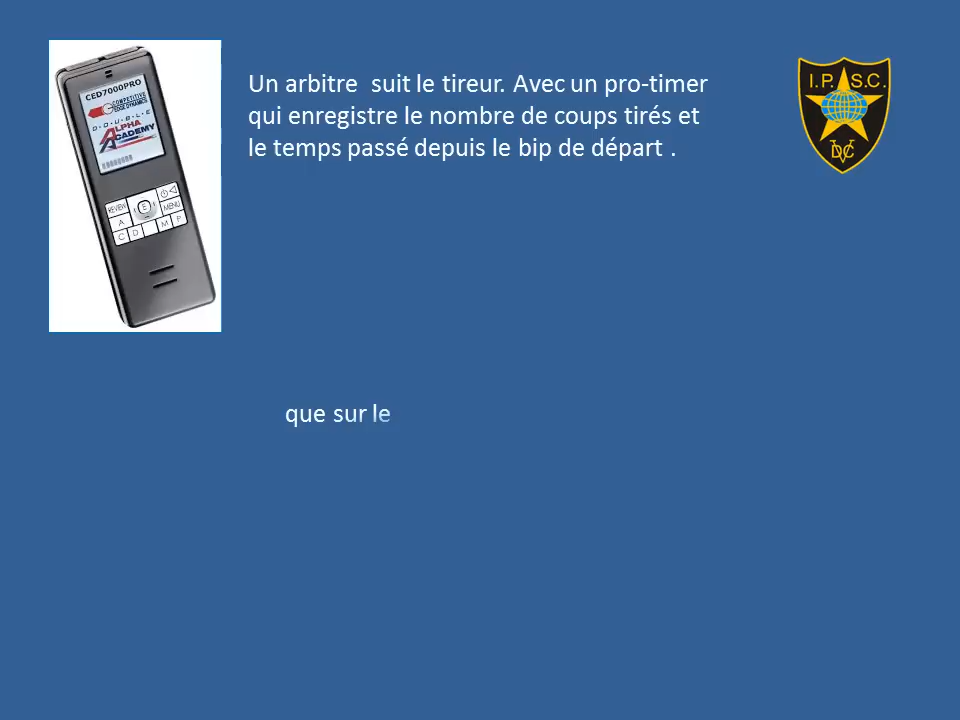 CED7000PRO
COMPETITIVE
EDGE DYNAMICS
D.O.U.B.L.E
ALPHA
ACADEMY
REVIEW
E
MENU
A
C
D
M
P
Un arbitre  suit le tireur. Avec un pro-timer
qui enregistre le nombre de coups tirés et
le temps passé depuis le bip de départ .
I.P.S.C.
DVC
que sur le